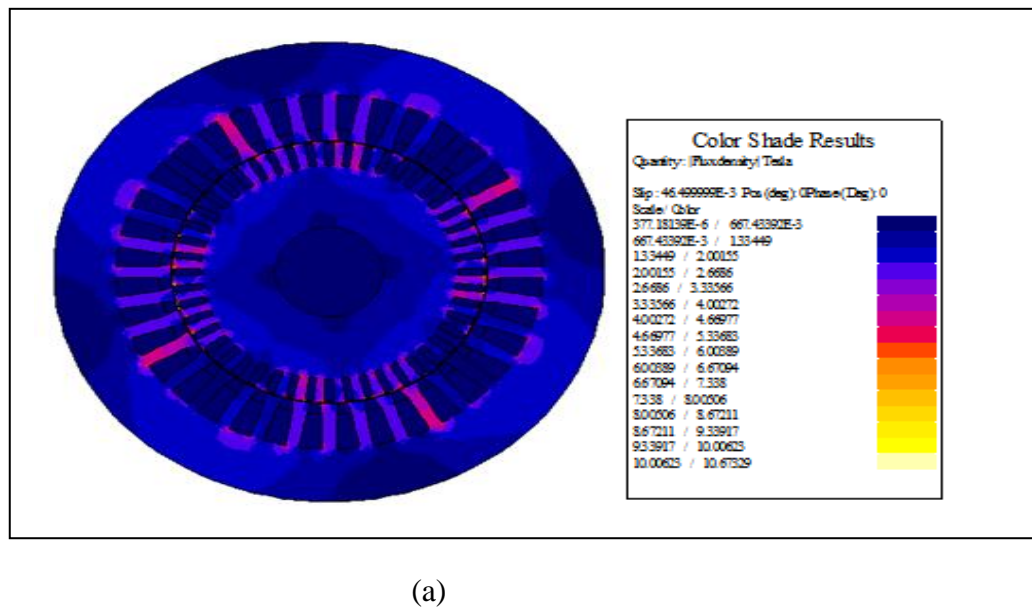 Color Shade Results
Quantity: |Fluxdensity| Tesla
Slip: 46.499999E-3 Pos (deg): 0Phase (Deg): 0
Scale / Color
377.18139E-6 / 667.43392E-3
667.43392E-3 / 1.33449
1.33449 / 2.00155
2.00155 / 2.6686
2.6686 / 3.33566
3.33566 / 4.00272
4.00272 / 4.66977
4.66977 / 5.33683
5.33683 / 6.00389
6.00389 / 6.67094
6.67094 / 7.338
7.338 / 8.00506
8.00506 / 8.67211
8.67211 / 9.33917
9.33917 / 10.00623
10.00623 / 10.67329
(a)